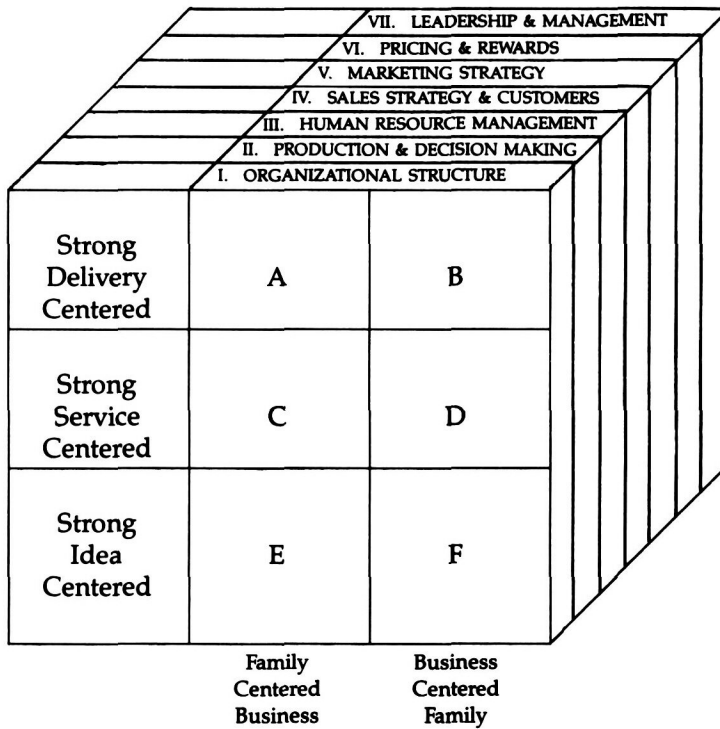 VII. LEADERSHIP & MANAGEMENT
VI. PRICING & REWARDS
V. MARKETING STRATEGY
IV. SALES STRATEGY & CUSTOMERS
III. HUMAN RESOURCE MANAGEMENT
II. PRODUCTION & DECISION MAKING
I. ORGANIZATIONAL STRUCTURE
Strong
Delivery
Centered
A
B
Strong
Service
Centered
C
D
Strong
Idea
Centered
E
F
Family
Centered
Business
Business
Centered
Family